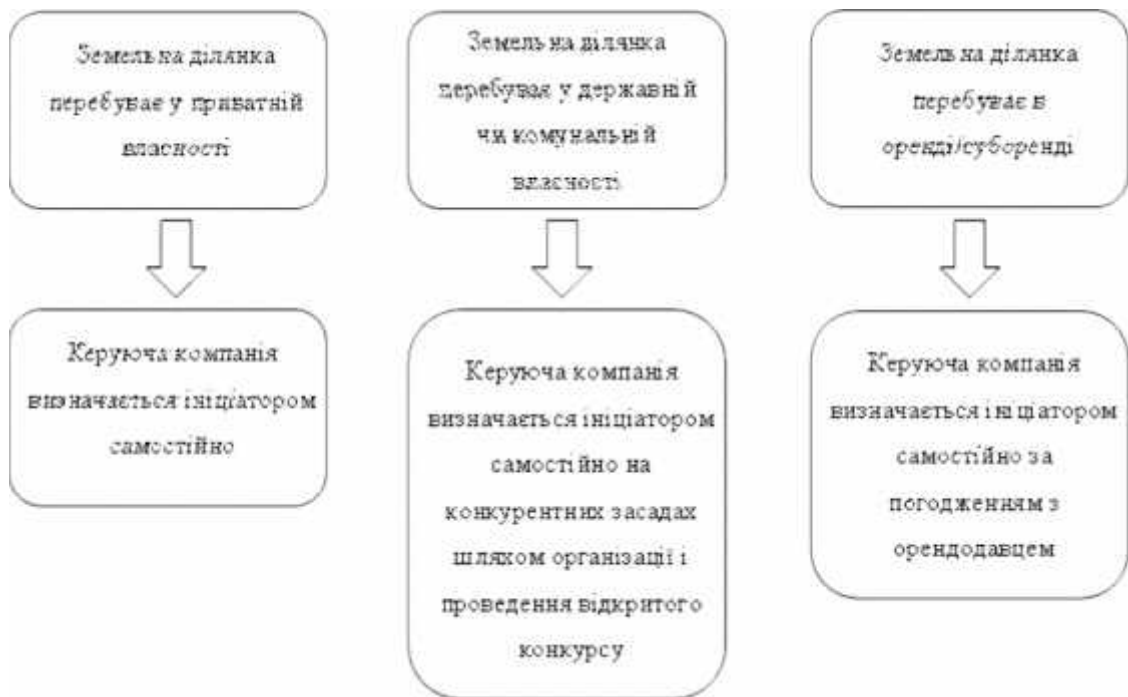 Земельна ділянка
перебуває у приватній
власності
Земельна ділянка
перебуває у державній
чи комунальній
власності
Земельна ділянка
перебуває в
оренді/суборенді
Керуюча компанія
визначається ініціатором
самостійно
Керуюча компанія
визначається ініціатором
самостійно на
конкурентних засадах
шляхом організації і
проведення відкритого
конкурсу
Керуюча компанія
визначається ініціатором
самостійно за
погодженням з
орендодавцем